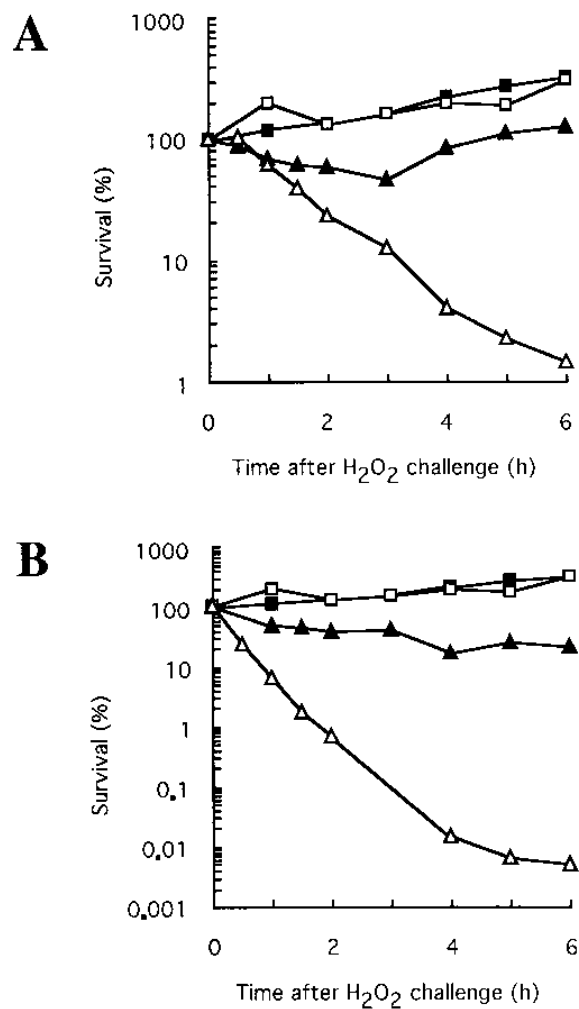 A
1000
100
10
1
Survival (%)
0 2 4 6
Time after H2O2 challenge (h)
B
1000
100
10
1
0.1
0.01
0.001
Survival (%)
0 2 4 6
Time after H2O2 challenge (h)